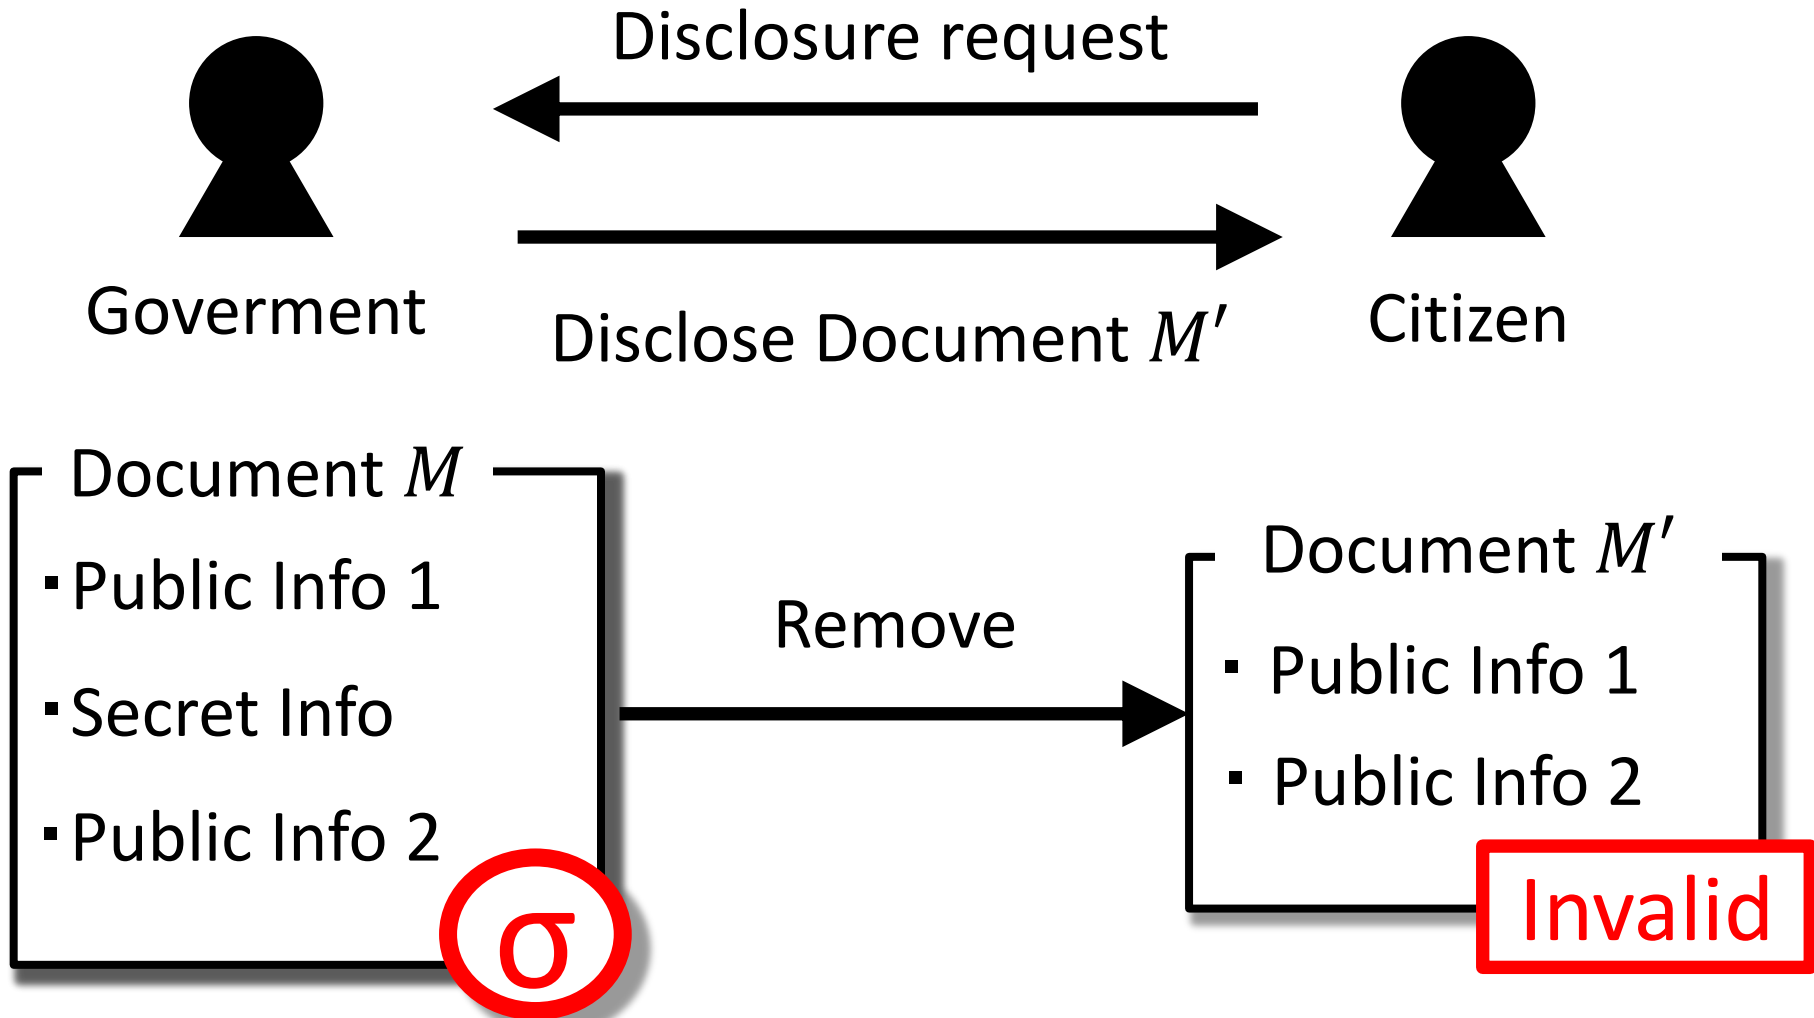 Disclosure request
Goverment
Disclose Document M′
Citizen
Document M
▪ Public Info 1
▪ Secret Info
▪ Public Info 2
σ
Remove
Document M′
▪ Public Info 1
▪ Public Info 2
Invalid